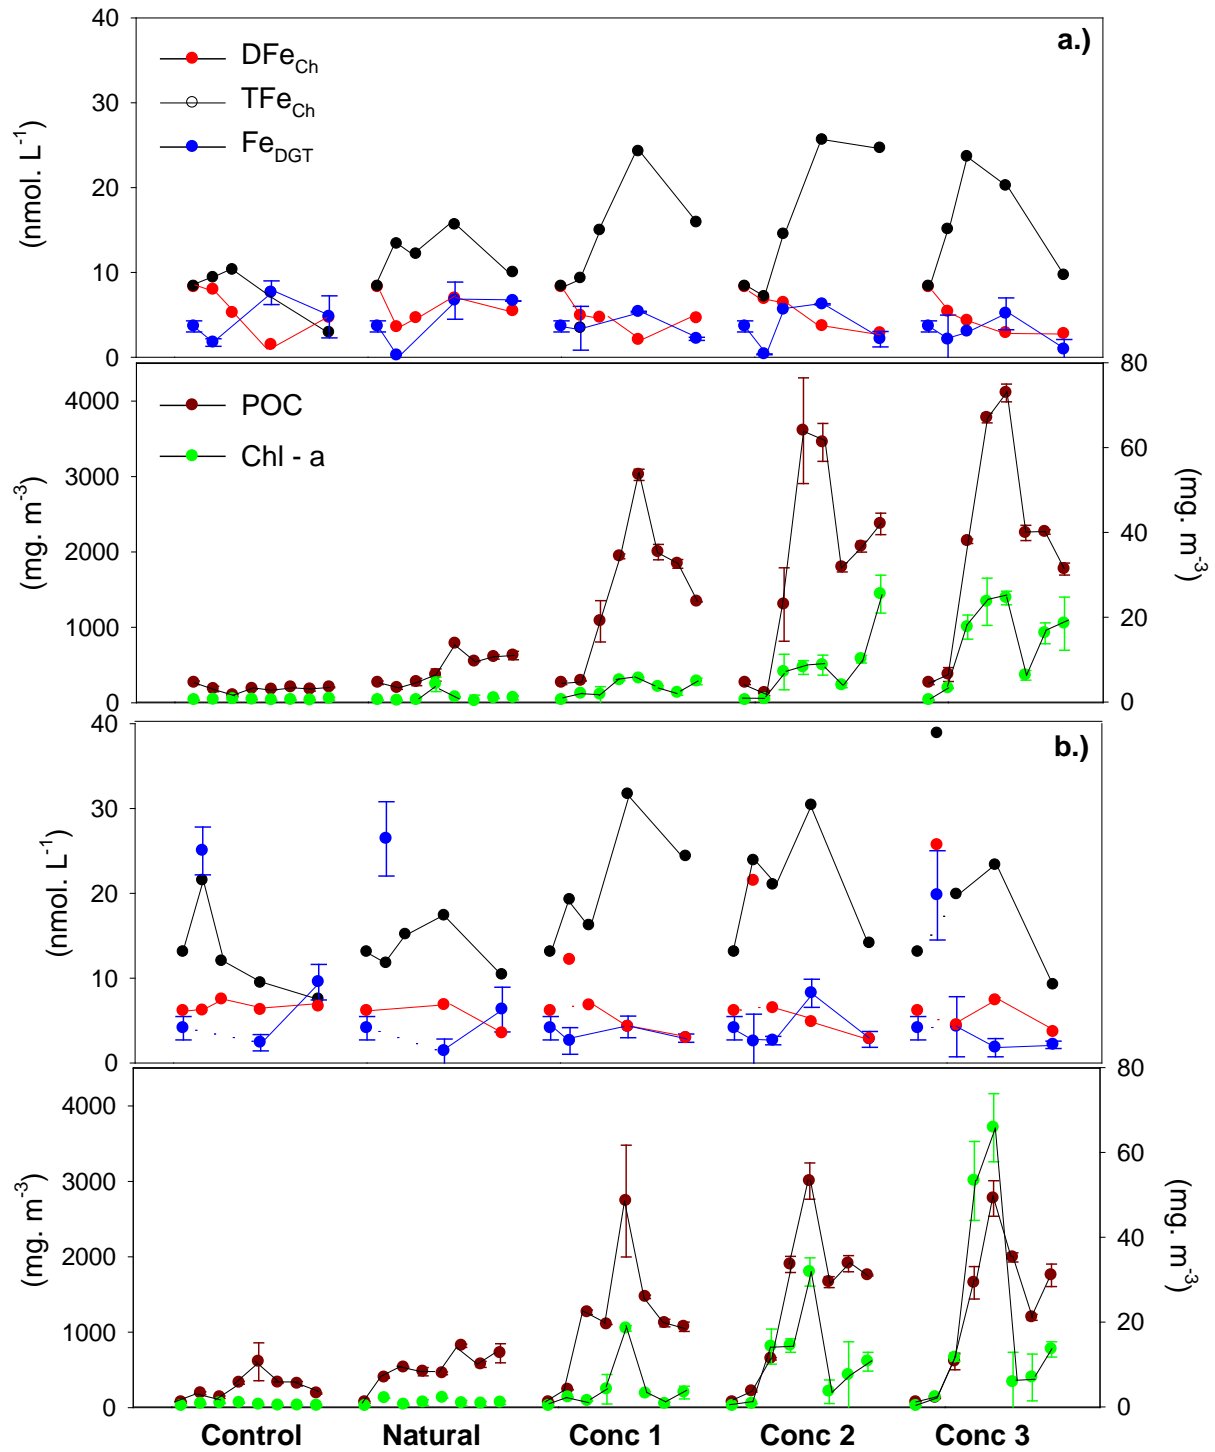 a.)
40
30
20
10
0
(nmol. L⁻¹)
DFe_Ch
TFe_Ch
Fe_DGT
4000
3000
2000
1000
0
(mg. m⁻³)
POC
Chl - a
80
60
40
20
0
(mg. m⁻³)
b.)
40
30
20
10
0
(nmol. L⁻¹)
4000
3000
2000
1000
0
(mg. m⁻³)
80
60
40
20
0
(mg. m⁻³)
Control Natural Conc 1 Conc 2 Conc 3